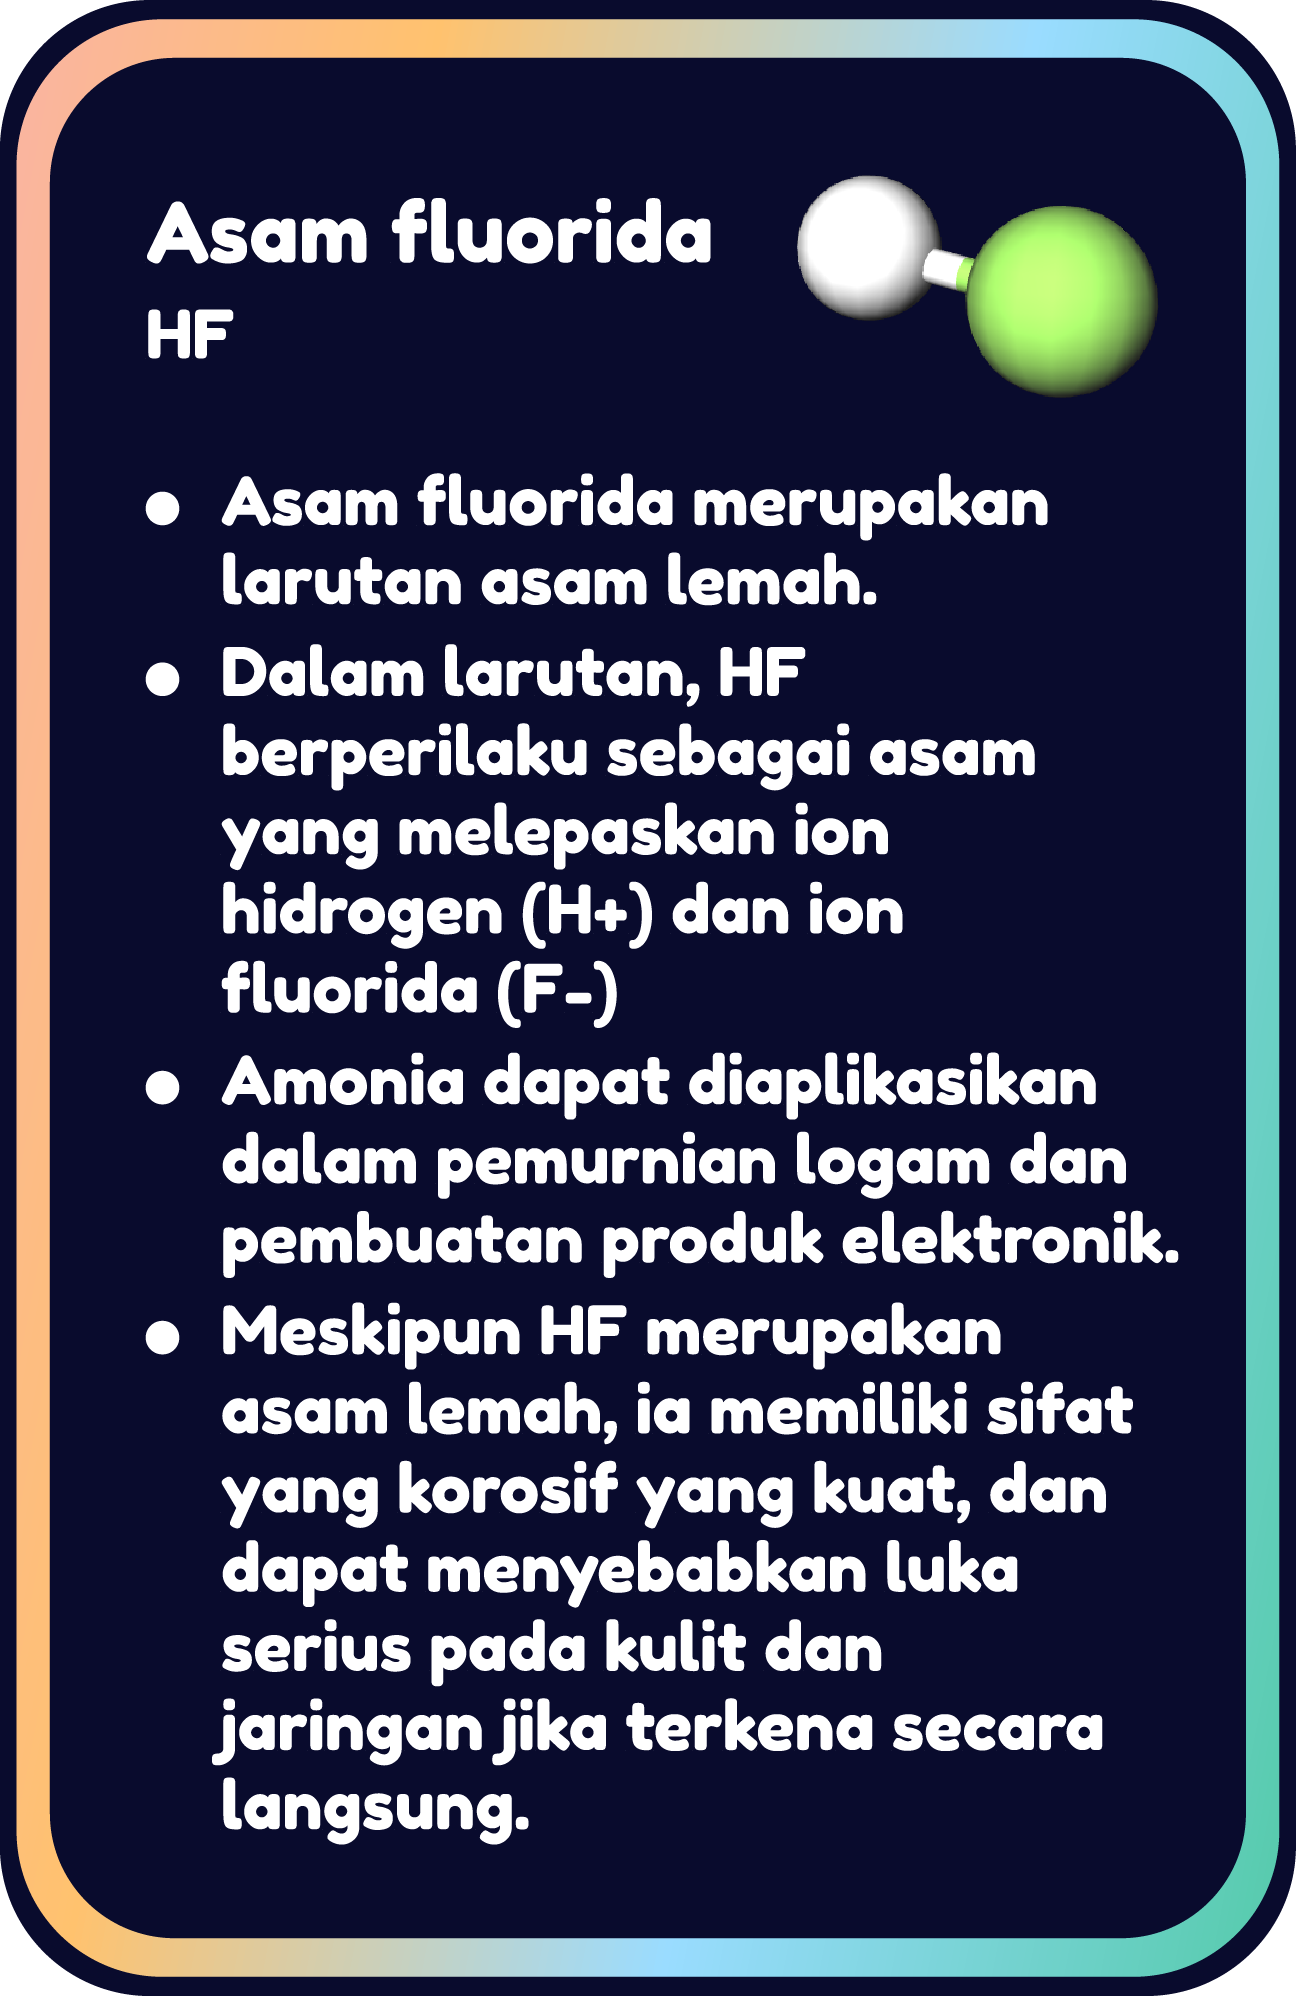 Asam fluorida
HF
● Asam fluorida merupakan
larutan asam lemah.
● Dalam larutan, HF
berperilaku sebagai asam
yang melepaskan ion
hidrogen (H+) dan ion
fluorida (F-)
● Amonia dapat diaplikasikan
dalam pemurnian logam dan
pembuatan produk elektronik.
● Meskipun HF merupakan
asam lemah, ia memiliki sifat
yang korosif yang kuat, dan
dapat menyebabkan luka
serius pada kulit dan
jaringan jika terkena secara
langsung.